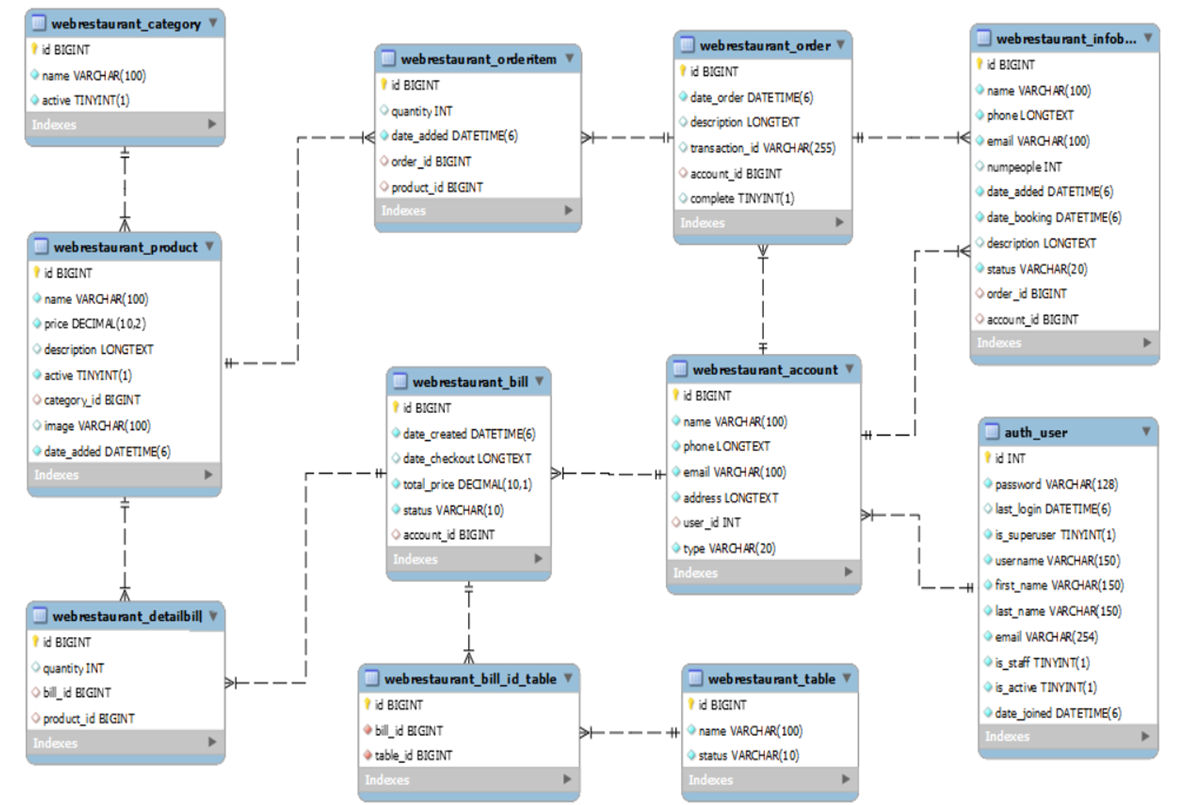 webrestaurant_category
id BIGINT
name VARCHAR(100)
active TINYINT(1)
Indexes
webrestaurant_orderitem
id BIGINT
quantity INT
date_added DATETIME(6)
order_id BIGINT
product_id BIGINT
Indexes
webrestaurant_order
id BIGINT
date_order DATETIME(6)
description LONGTEXT
transaction_id VARCHAR(255)
account_id BIGINT
complete TINYINT(1)
Indexes
webrestaurant_infob...
id BIGINT
name VARCHAR(100)
phone LONGTEXT
email VARCHAR(100)
numpeople INT
date_added DATETIME(6)
date_booking DATETIME(6)
description LONGTEXT
status VARCHAR(20)
order_id BIGINT
account_id BIGINT
Indexes
webrestaurant_product
id BIGINT
name VARCHAR(100)
price DECIMAL(10,2)
description LONGTEXT
active TINYINT(1)
category_id BIGINT
image VARCHAR(100)
date_added DATETIME(6)
Indexes
webrestaurant_bill
id BIGINT
date_created DATETIME(6)
date_checkout LONGTEXT
total_price DECIMAL(10,1)
status VARCHAR(10)
account_id BIGINT
Indexes
webrestaurant_account
id BIGINT
name VARCHAR(100)
phone LONGTEXT
email VARCHAR(100)
address LONGTEXT
user_id INT
type VARCHAR(20)
Indexes
auth_user
id INT
password VARCHAR(128)
last_login DATETIME(6)
is_superuser TINYINT(1)
username VARCHAR(150)
first_name VARCHAR(150)
last_name VARCHAR(150)
email VARCHAR(254)
is_staff TINYINT(1)
is_active TINYINT(1)
date_joined DATETIME(6)
Indexes
webrestaurant_detailbill
id BIGINT
quantity INT
bill_id BIGINT
product_id BIGINT
Indexes
webrestaurant_bill_id_table
id BIGINT
bill_id BIGINT
table_id BIGINT
Indexes
webrestaurant_table
id BIGINT
name VARCHAR(100)
status VARCHAR(10)
Indexes